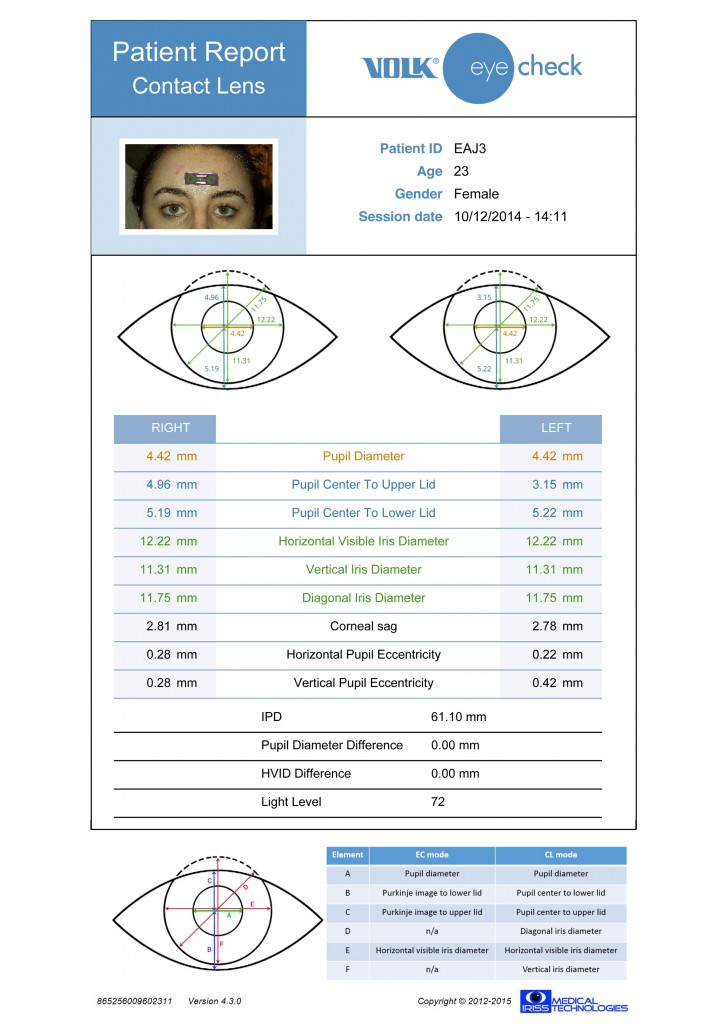 Patient Report
Contact Lens
VOLK® eye check
Patient ID EAJ3
Age 23
Gender Female
Session date 10/12/2014 - 14:11
4.96 11.75 12.22 4.42 11.31 5.19
3.15 11.75 12.22 4.42 11.31 5.22
RIGHT LEFT
4.42 mm Pupil Diameter 4.42 mm
4.96 mm Pupil Center To Upper Lid 3.15 mm
5.19 mm Pupil Center To Lower Lid 5.22 mm
12.22 mm Horizontal Visible Iris Diameter 12.22 mm
11.31 mm Vertical Iris Diameter 11.31 mm
11.75 mm Diagonal Iris Diameter 11.75 mm
2.81 mm Corneal sag 2.78 mm
0.28 mm Horizontal Pupil Eccentricity 0.22 mm
0.28 mm Vertical Pupil Eccentricity 0.42 mm
IPD 61.10 mm
Pupil Diameter Difference 0.00 mm
HVID Difference 0.00 mm
Light Level 72
C D E A F B
Element EC mode CL mode
A Pupil diameter Pupil diameter
B Purkinje image to lower lid Pupil center to lower lid
C Purkinje image to upper lid Pupil center to upper lid
D n/a Diagonal iris diameter
E Horizontal visible iris diameter Horizontal visible iris diameter
F n/a Vertical iris diameter
865256009602311 Version 4.3.0 Copyright © 2012-2015 IRISS MEDICAL TECHNOLOGIES